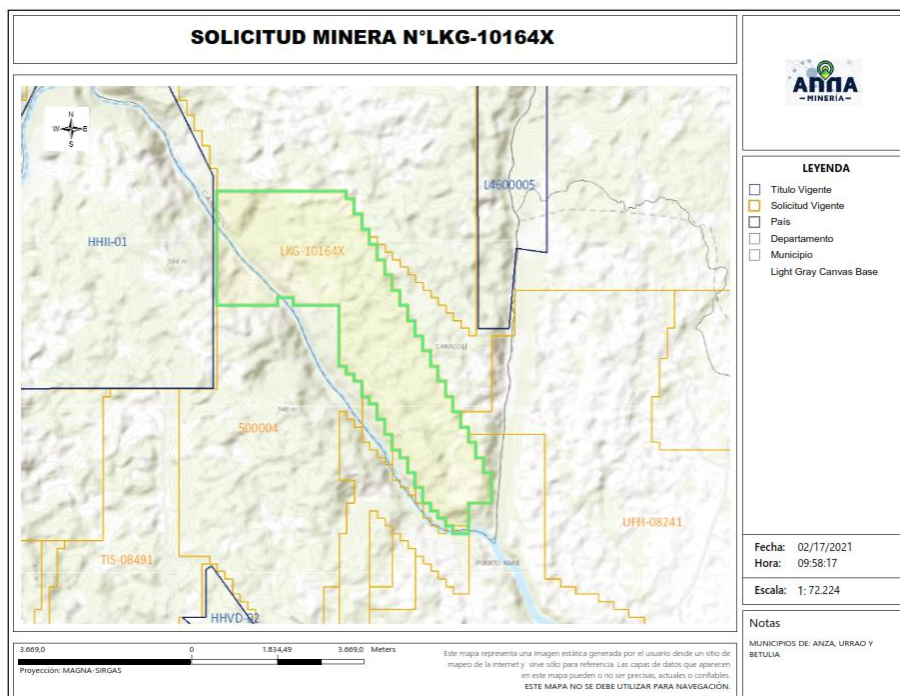 SOLICITUD MINERA N°LKG-10164X
ANNA
—MINERÍA—
N
W E
S
L4600005
HHII-01
LKG-10164X
CARACOLÍ
500004
UFH-08241
TIS-08491
PUERTO NARE
HHVD-02
LEYENDA
Título Vigente
Solicitud Vigente
País
Departamento
Municipio
Light Gray Canvas Base
Fecha: 02/17/2021
Hora: 09:58:17
Escala: 1: 72.224
Notas
MUNICIPIOS DE: ANZA, URRAO Y
BETULIA
3.669,0 0 1.834,49 3.669,0 Meters
Proyección: MAGNA-SIRGAS
Este mapa representa una imagen estática generada por el usuario desde un sitio de
mapeo de la internet y sirve sólo para referencia. Las capas de datos que aparecen
en este mapa pueden o no ser precisas, actuales o confiables.
ESTE MAPA NO SE DEBE UTILIZAR PARA NAVEGACIÓN.